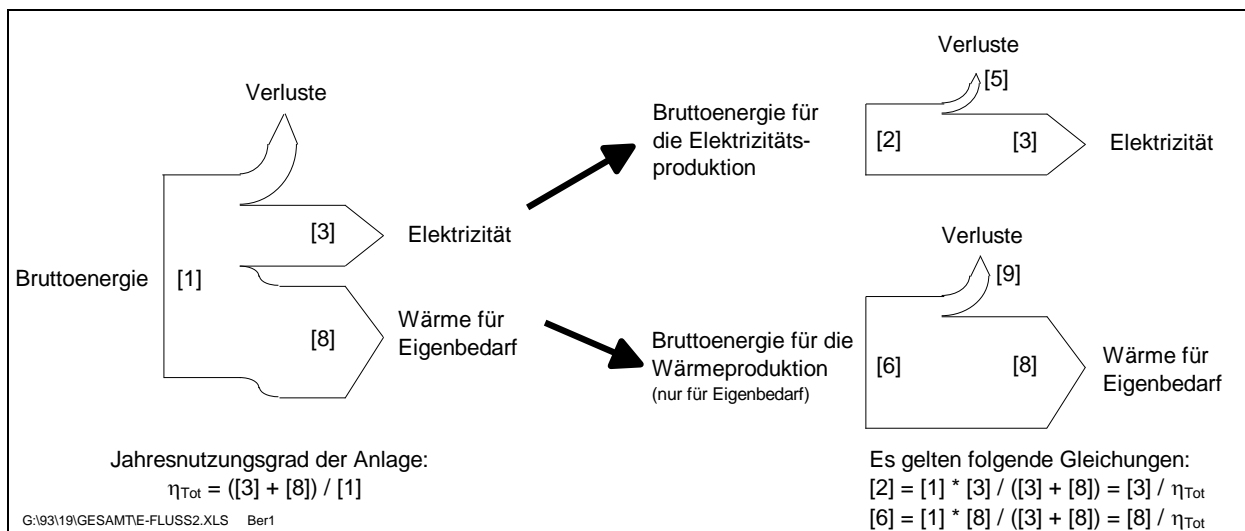 Verluste
[3]
Elektrizität
Bruttoenergie
[1]
[8]
Wärme für
Eigenbedarf
Jahresnutzungsgrad der Anlage:
ηTot = ([3] + [8]) / [1]
G:\93\19\GESAMT\E-FLUSS2.XLS Ber1
Verluste
[5]
Bruttoenergie für
die Elektrizitäts-
produktion
[2]
[3]
Elektrizität
Verluste
[9]
Bruttoenergie für die
Wärmeproduktion
(nur für Eigenbedarf)
[6]
[8]
Wärme für
Eigenbedarf
Es gelten folgende Gleichungen:
[2] = [1] * [3] / ([3] + [8]) = [3] / ηTot
[6] = [1] * [8] / ([3] + [8]) = [8] / ηTot